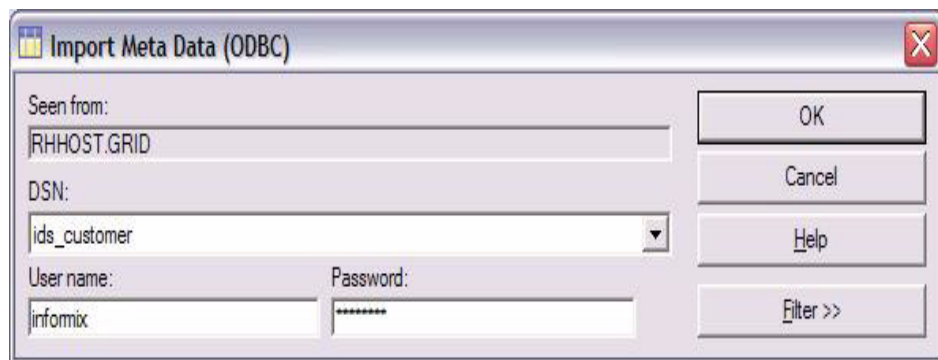 Import Meta Data (ODBC)
Seen from:
RHHOST.GRID
DSN:
ids_customer
User name:
Password:
informix
********
OK
Cancel
Help
Filter >>